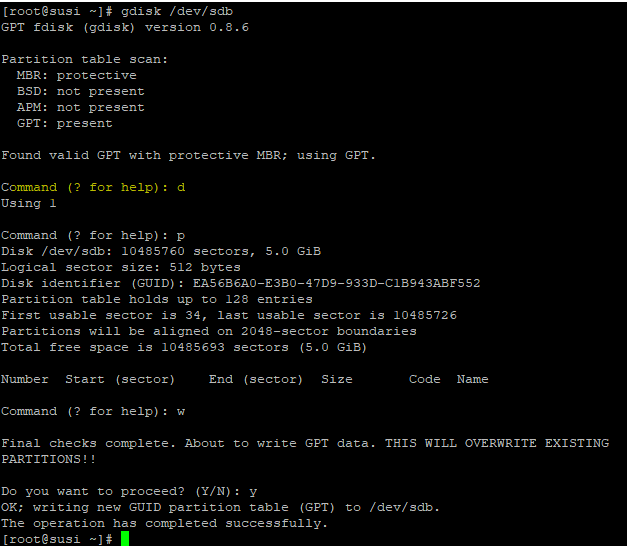 [root@susi ~]# gdisk /dev/sdb
GPT fdisk (gdisk) version 0.8.6
Partition table scan:
  MBR: protective
  BSD: not present
  APM: not present
  GPT: present
Found valid GPT with protective MBR; using GPT.
Command (? for help): d
Using 1
Command (? for help): p
Disk /dev/sdb: 10485760 sectors, 5.0 GiB
Logical sector size: 512 bytes
Disk identifier (GUID): EA56B6A0-E3B0-47D9-933D-C1B943ABF552
Partition table holds up to 128 entries
First usable sector is 34, last usable sector is 10485726
Partitions will be aligned on 2048-sector boundaries
Total free space is 10485693 sectors (5.0 GiB)
Number  Start (sector)    End (sector)  Size       Code  Name
Command (? for help): w
Final checks complete. About to write GPT data. THIS WILL OVERWRITE EXISTING
PARTITIONS!!
Do you want to proceed? (Y/N): y
OK; writing new GUID partition table (GPT) to /dev/sdb.
The operation has completed successfully.
[root@susi ~]#